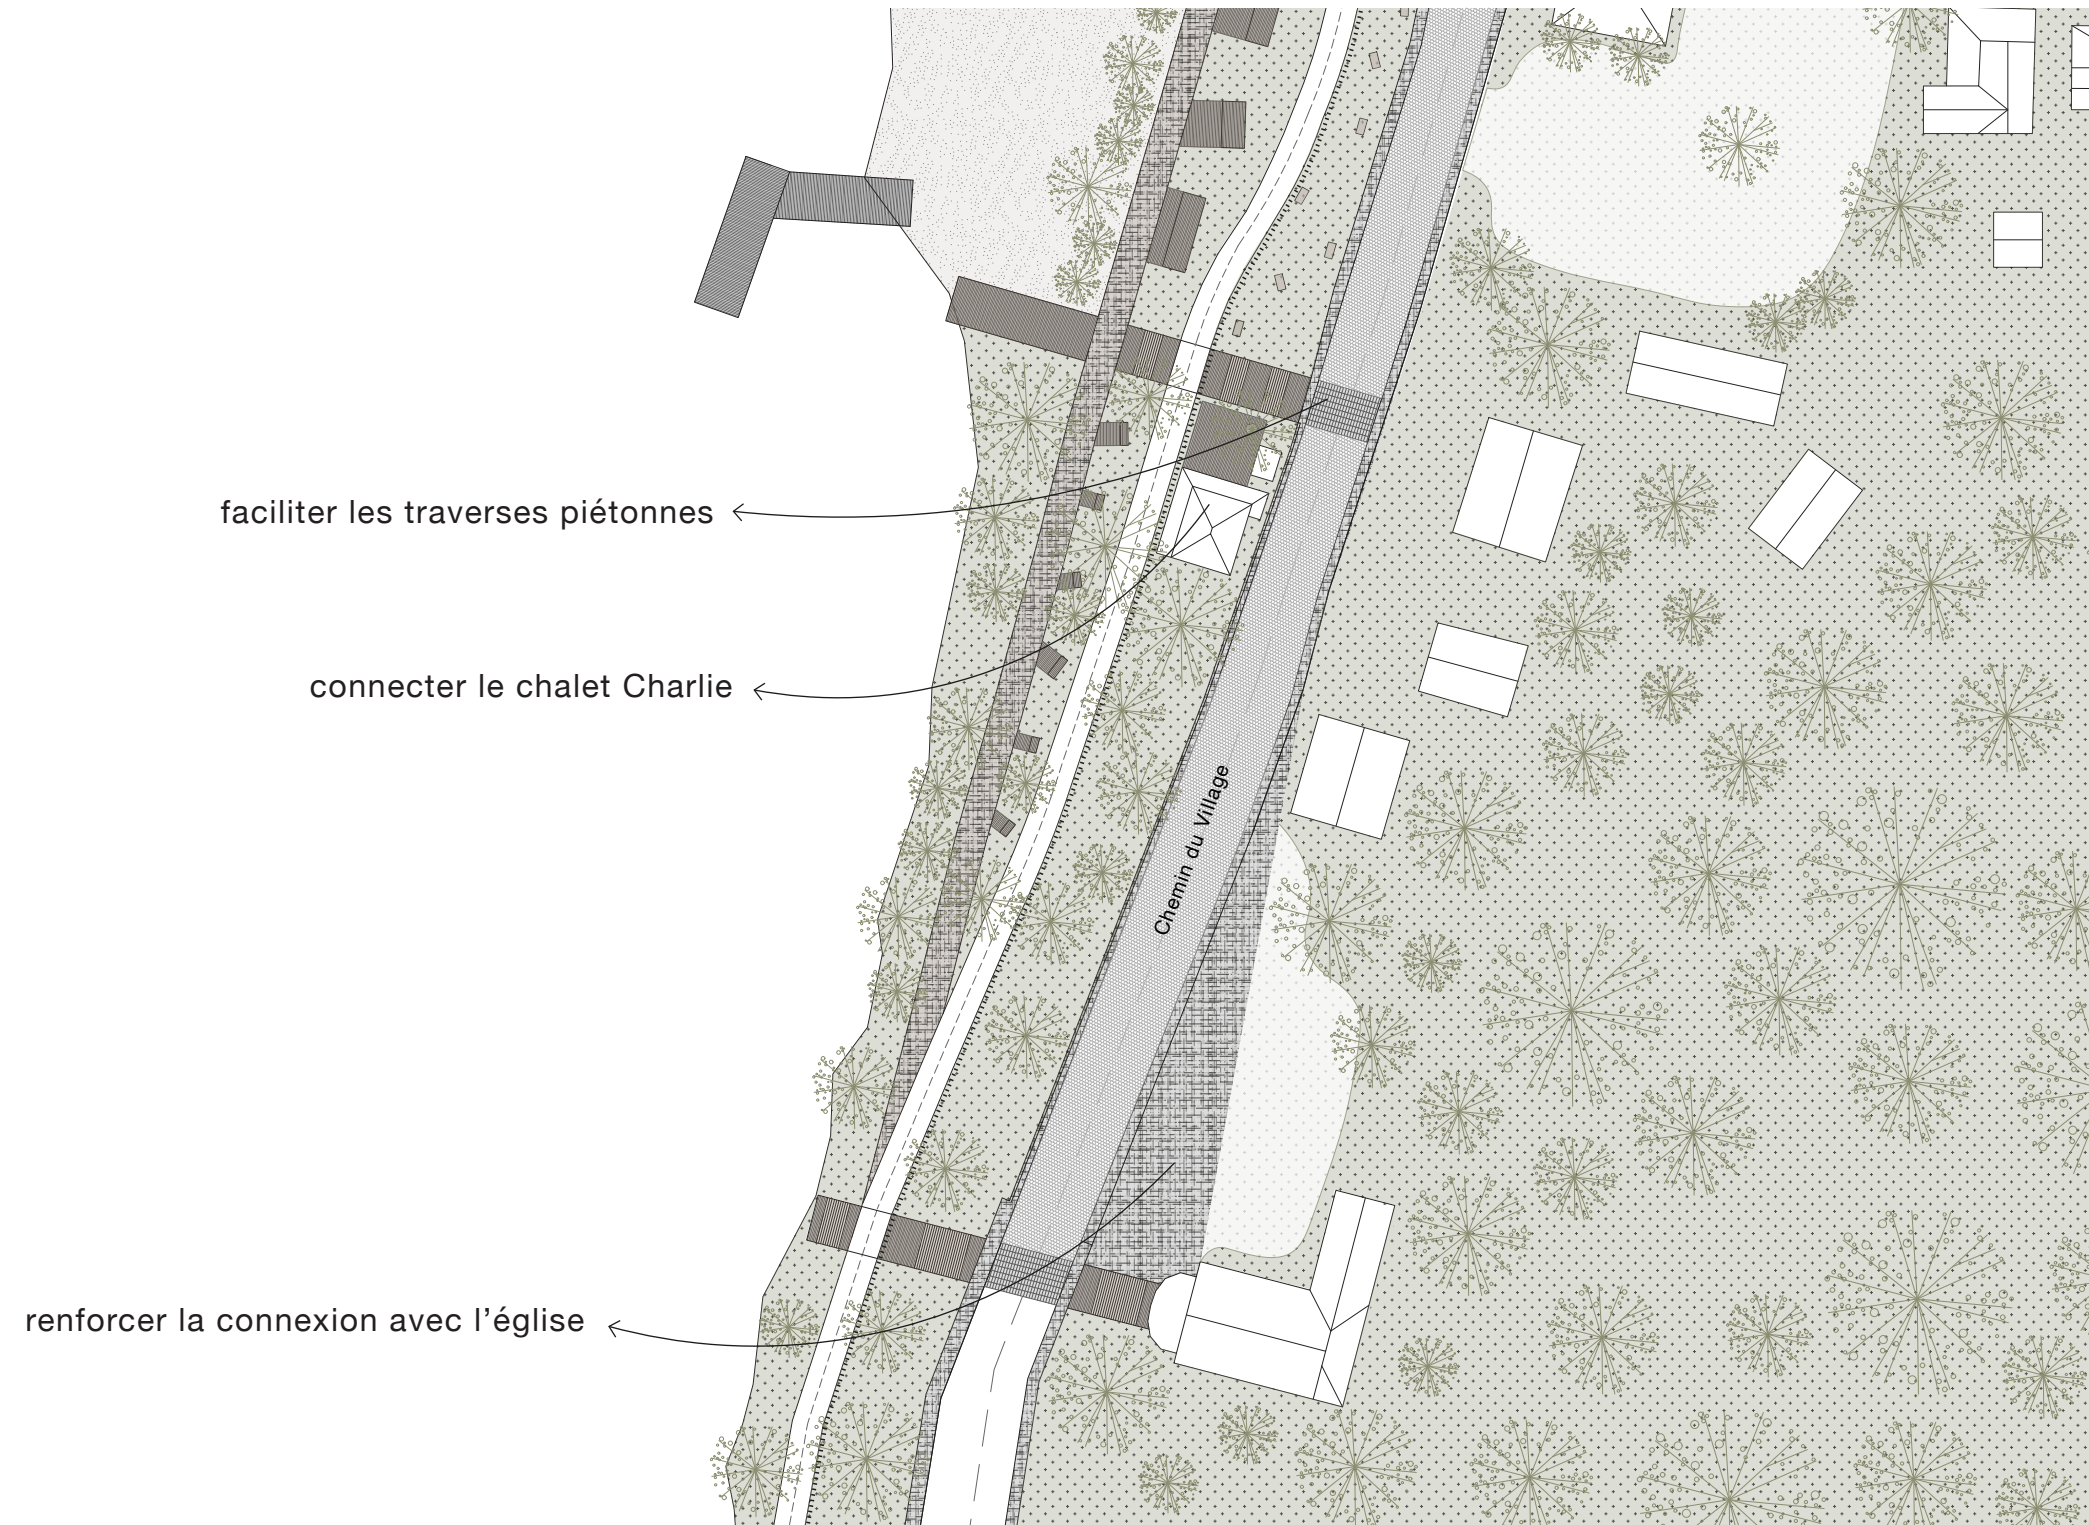 faciliter les traverses piétonnes
connecter le chalet Charlie
Chemin du Village
renforcer la connexion avec l'église